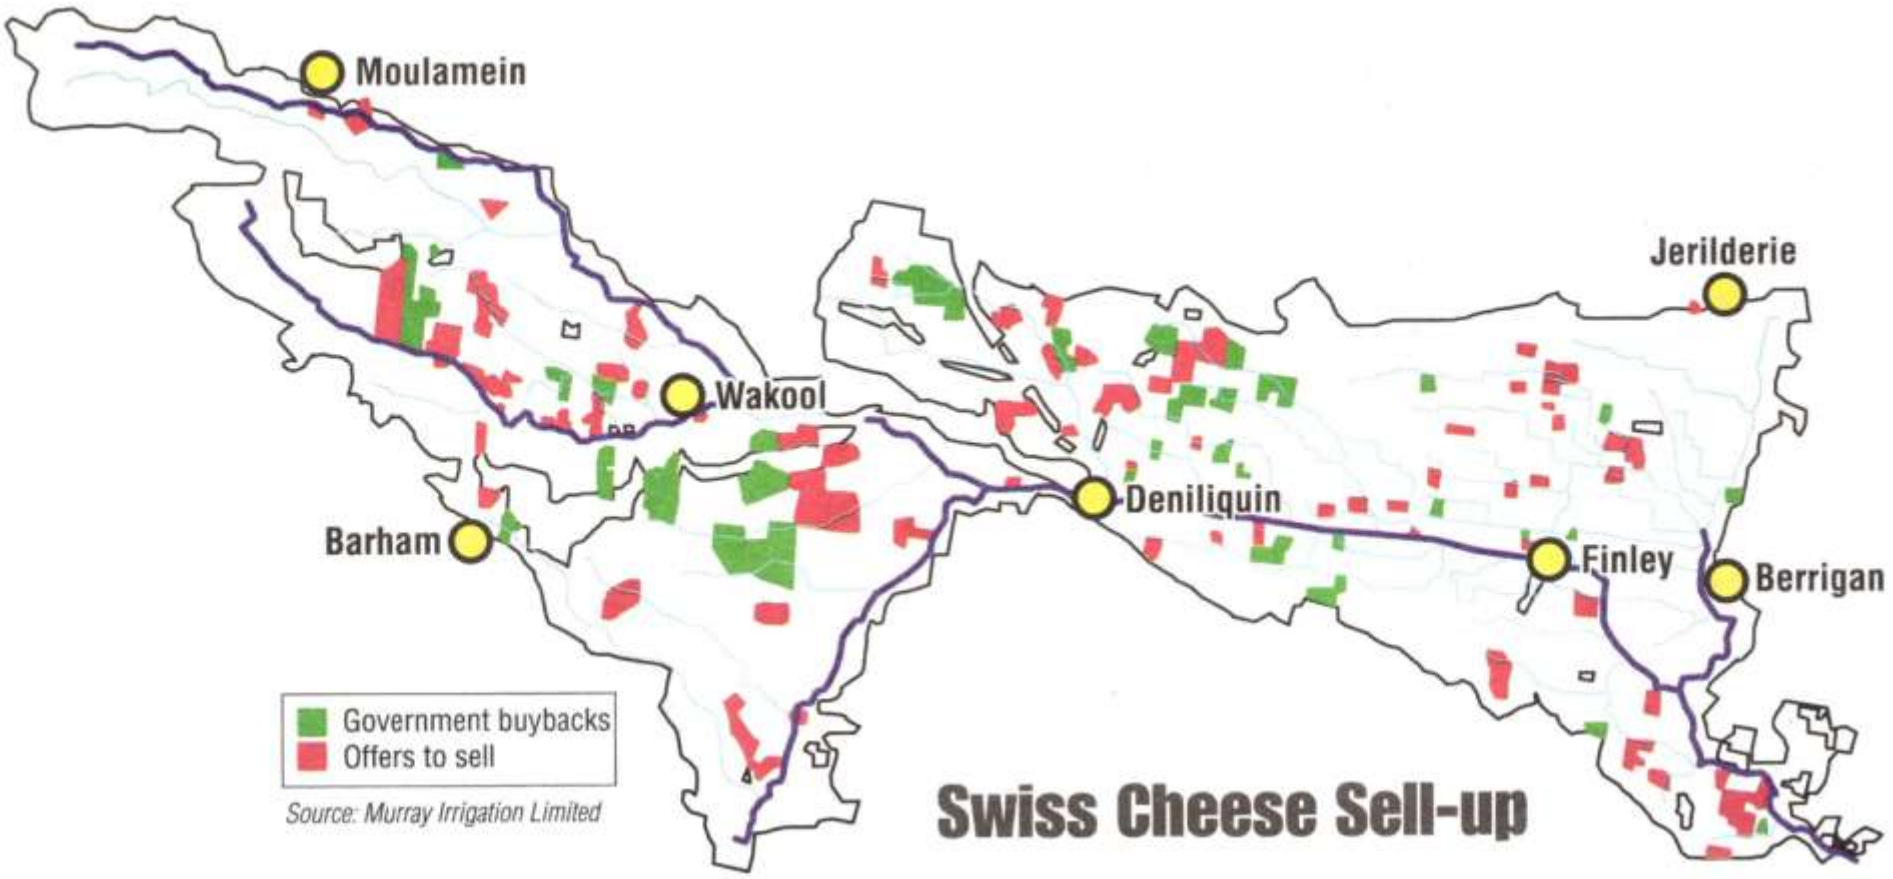 Moulamein
Jerilderie
Wakool
Deniliquin
Barham
Finley
Berrigan
Government buybacks
Offers to sell
Source: Murray Irrigation Limited
Swiss Cheese Sell-up